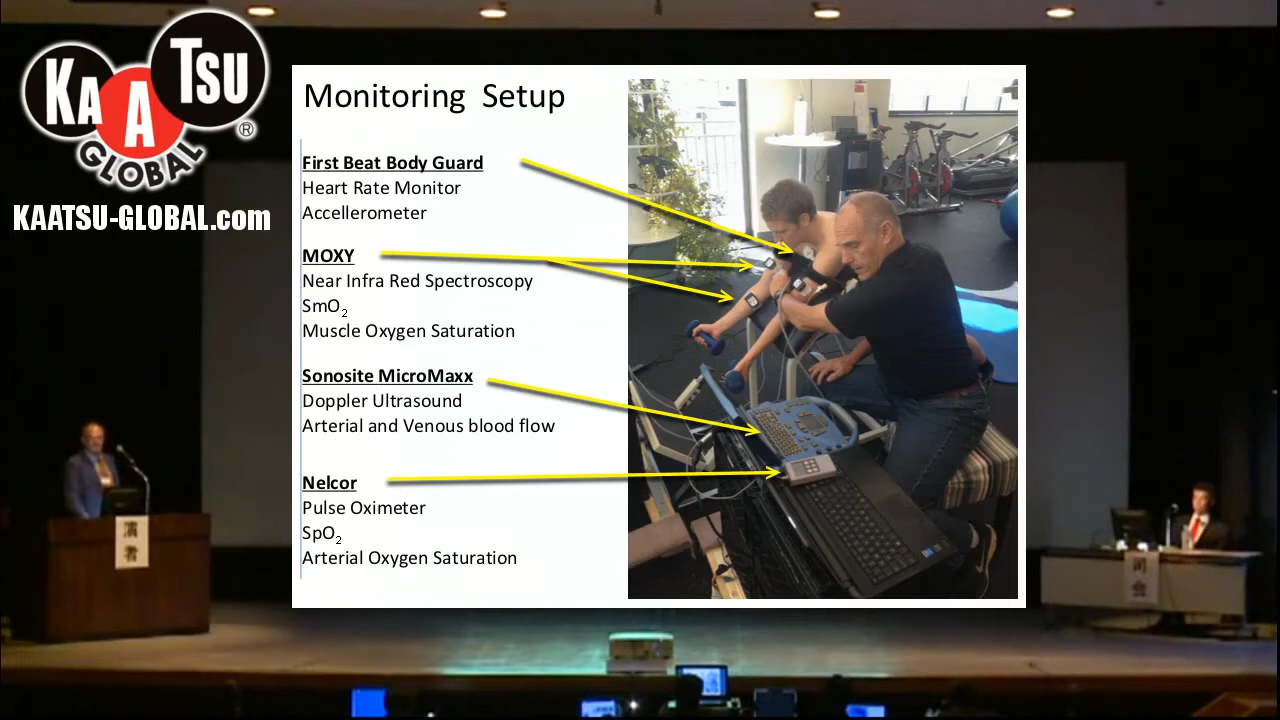 KAATSU
GLOBAL
®
KAATSU-GLOBAL.com
Monitoring Setup
First Beat Body Guard
Heart Rate Monitor
Accellerometer
MOXY
Near Infra Red Spectroscopy
SmO2
Muscle Oxygen Saturation
Sonosite MicroMaxx
Doppler Ultrasound
Arterial and Venous blood flow
Nelcor
Pulse Oximeter
SpO2
Arterial Oxygen Saturation
演者
司会